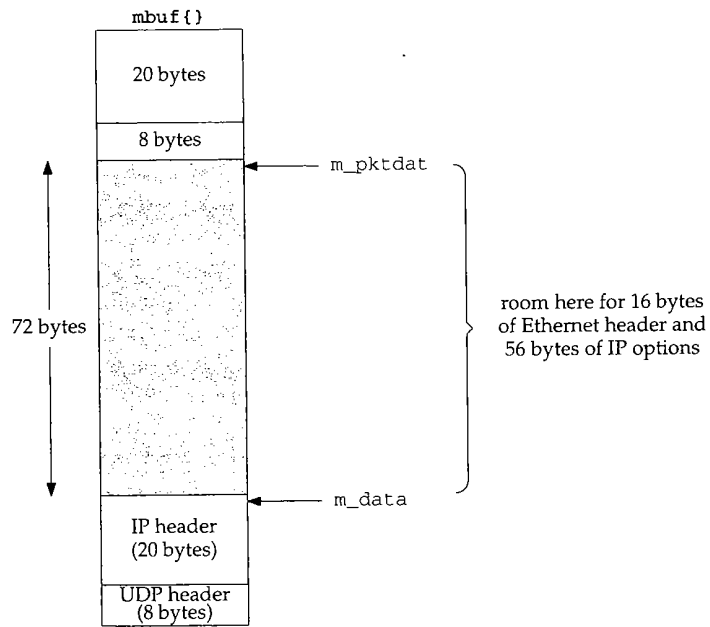 mbuf{}
20 bytes
8 bytes
m_pktdat
72 bytes
room here for 16 bytes
of Ethernet header and
56 bytes of IP options
m_data
IP header
(20 bytes)
UDP header
(8 bytes)